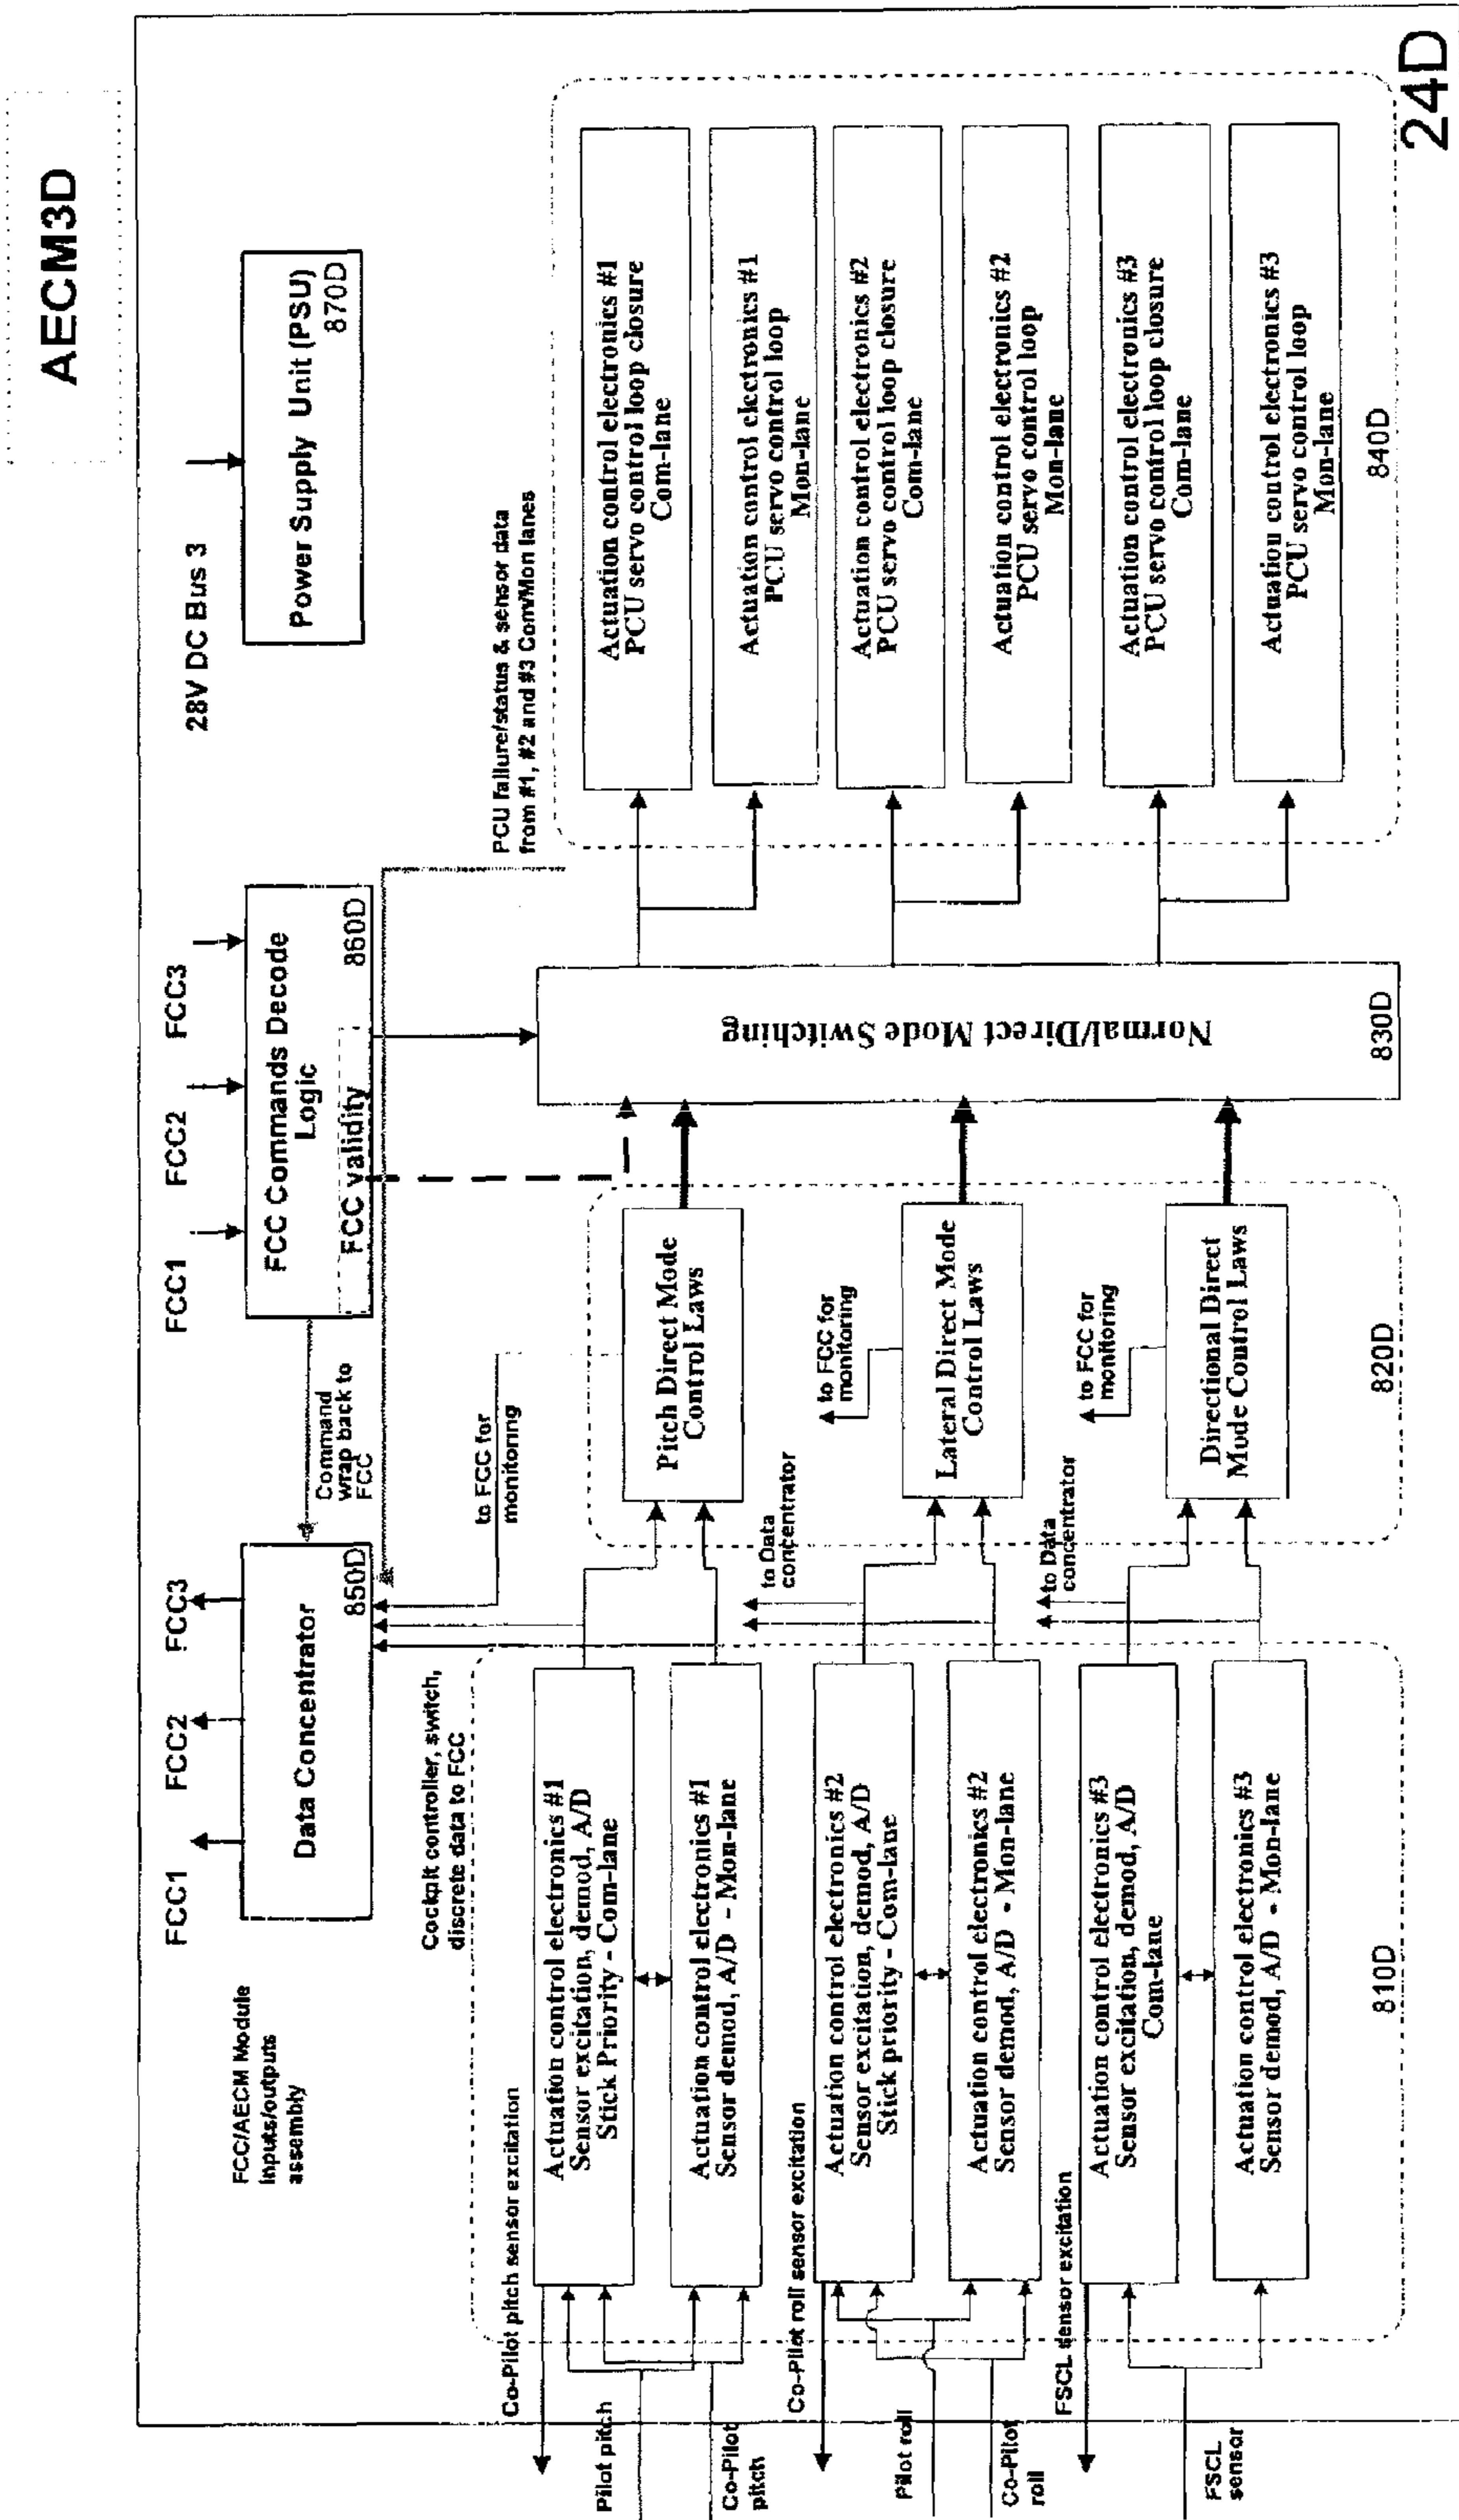 AECM3D
28V DC Bus 3
Power Supply Unit (PSU)
870D
FCC1
FCC2
FCC3
FCC Commands Decode
Logic
FCC validity
860D
FCC1
FCC2
FCC3
Data Concentrator
850D
Command
wrap back to
FCC
FCC/AECM Module
inputs/outputs
assembly
Cockpit controller, switch,
discrete data to FCC
to FCC for
monitoring
PCU failure/status & sensor data
from #1, #2 and #3 Com/Mon lanes
Co-Pilot pitch sensor excitation
Pilot pitch
Co-Pilot
pitch
Actuation control electronics #1
Sensor excitation, demod, A/D
Stick Priority - Com-lane
Actuation control electronics #1
Sensor demod, A/D - Mon-lane
Co-Pilot roll sensor excitation
Pilot roll
Co-Pilot
roll
Actuation control electronics #2
Sensor excitation, demod, A/D
Stick priority - Com-lane
Actuation control electronics #2
Sensor demod, A/D - Mon-lane
FSCL sensor excitation
FSCL
sensor
Actuation control electronics #3
Sensor excitation, demod, A/D
Com-lane
Actuation control electronics #3
Sensor demod, A/D - Mon-lane
810D
to Data
concentrator
to Data
concentrator
Pitch Direct Mode
Control Laws
to FCC for
monitoring
Lateral Direct Mode
Control Laws
to FCC for
monitoring
Directional Direct
Mode Control Laws
820D
Normal/Direct Mode Switching
830D
Actuation control electronics #1
PCU servo control loop closure
Com-lane
Actuation control electronics #1
PCU servo control loop
Mon-lane
Actuation control electronics #2
PCU servo control loop closure
Com-lane
Actuation control electronics #2
PCU servo control loop
Mon-lane
Actuation control electronics #3
PCU servo control loop closure
Com-lane
Actuation control electronics #3
PCU servo control loop
Mon-lane
840D
24D